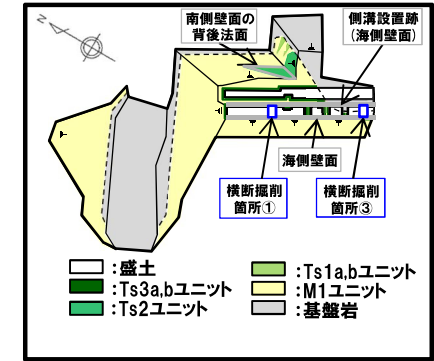 N
南側壁面の
背後法面
側溝設置跡
(海側壁面)
海側壁面
横断掘削
箇所①
横断掘削
箇所③
:盛土
:Ts3a,bユニット
:Ts2ユニット
:Ts1a,bユニット
:M1ユニット
:基盤岩